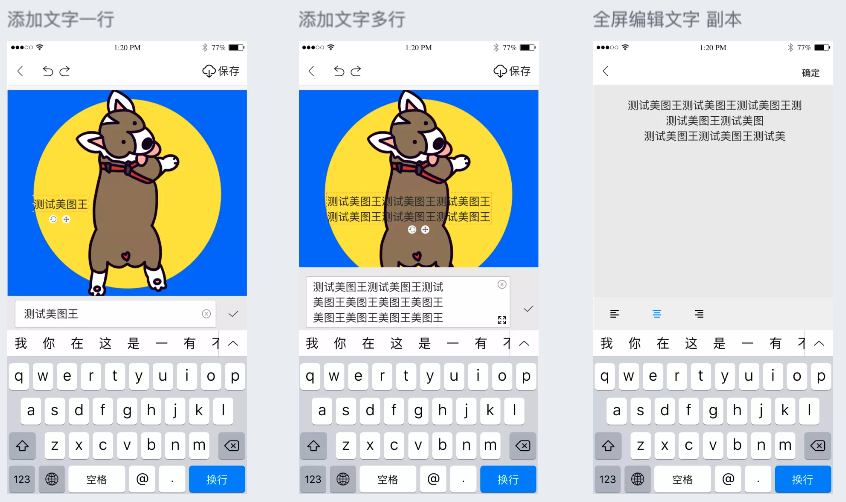 添加文字一行
1:20 PM
77%
保存
测试美图王
测试美图王
我 你 在 这 是 一 有
q w e r t y u i o p
a s d f g h j k l
z x c v b n m
123 空格 @ . 换行
添加文字多行
1:20 PM
77%
保存
测试美图王测试美图王测试美图王
测试美图王测试美图王测试美图王
测试美图王测试美图王测试
美图王美图王美图王美图王
美图王美图王美图王美图王
我 你 在 这 是 一 有
q w e r t y u i o p
a s d f g h j k l
z x c v b n m
123 空格 @ . 换行
全屏编辑文字 副本
1:20 PM
77%
确定
测试美图王测试美图王测试美图王测
测试美图王测试美图
测试美图王测试美图王测试美
我 你 在 这 是 一 有
q w e r t y u i o p
a s d f g h j k l
z x c v b n m
123 空格 @ . 换行